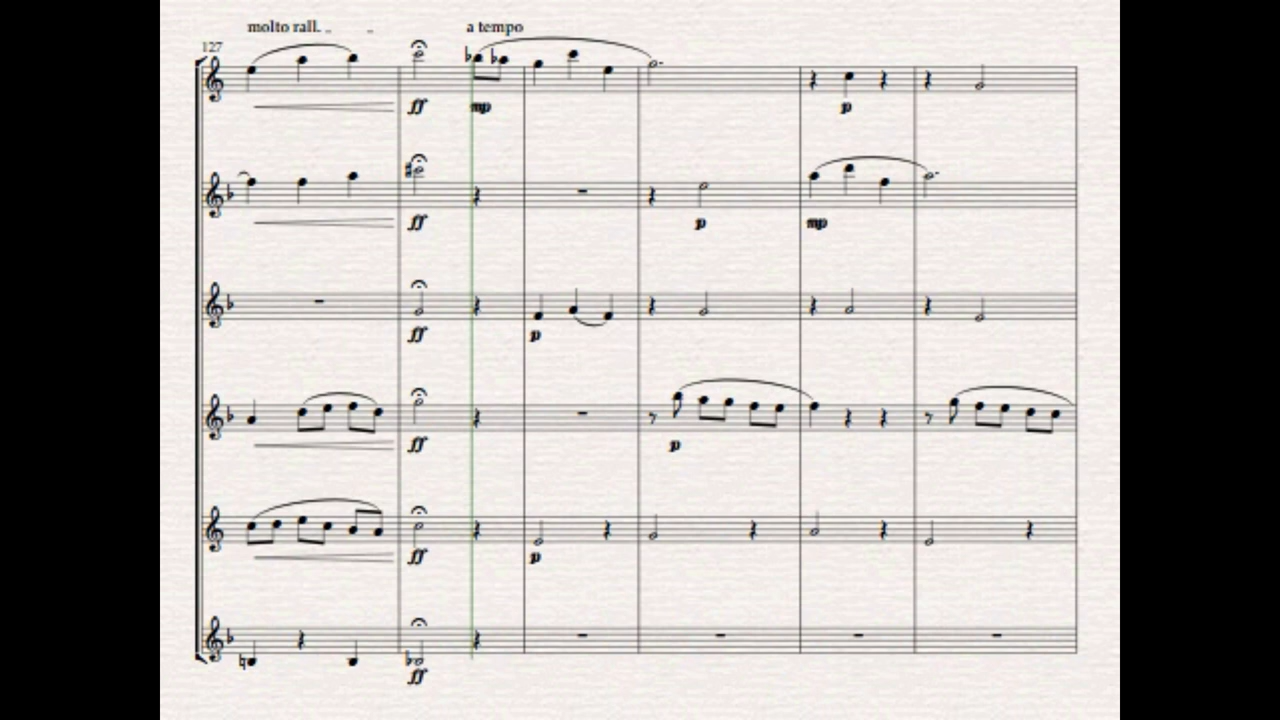 molto rall. _ _ a tempo
127
ff mp p
ff p mp
ff p
ff p
ff p
ff